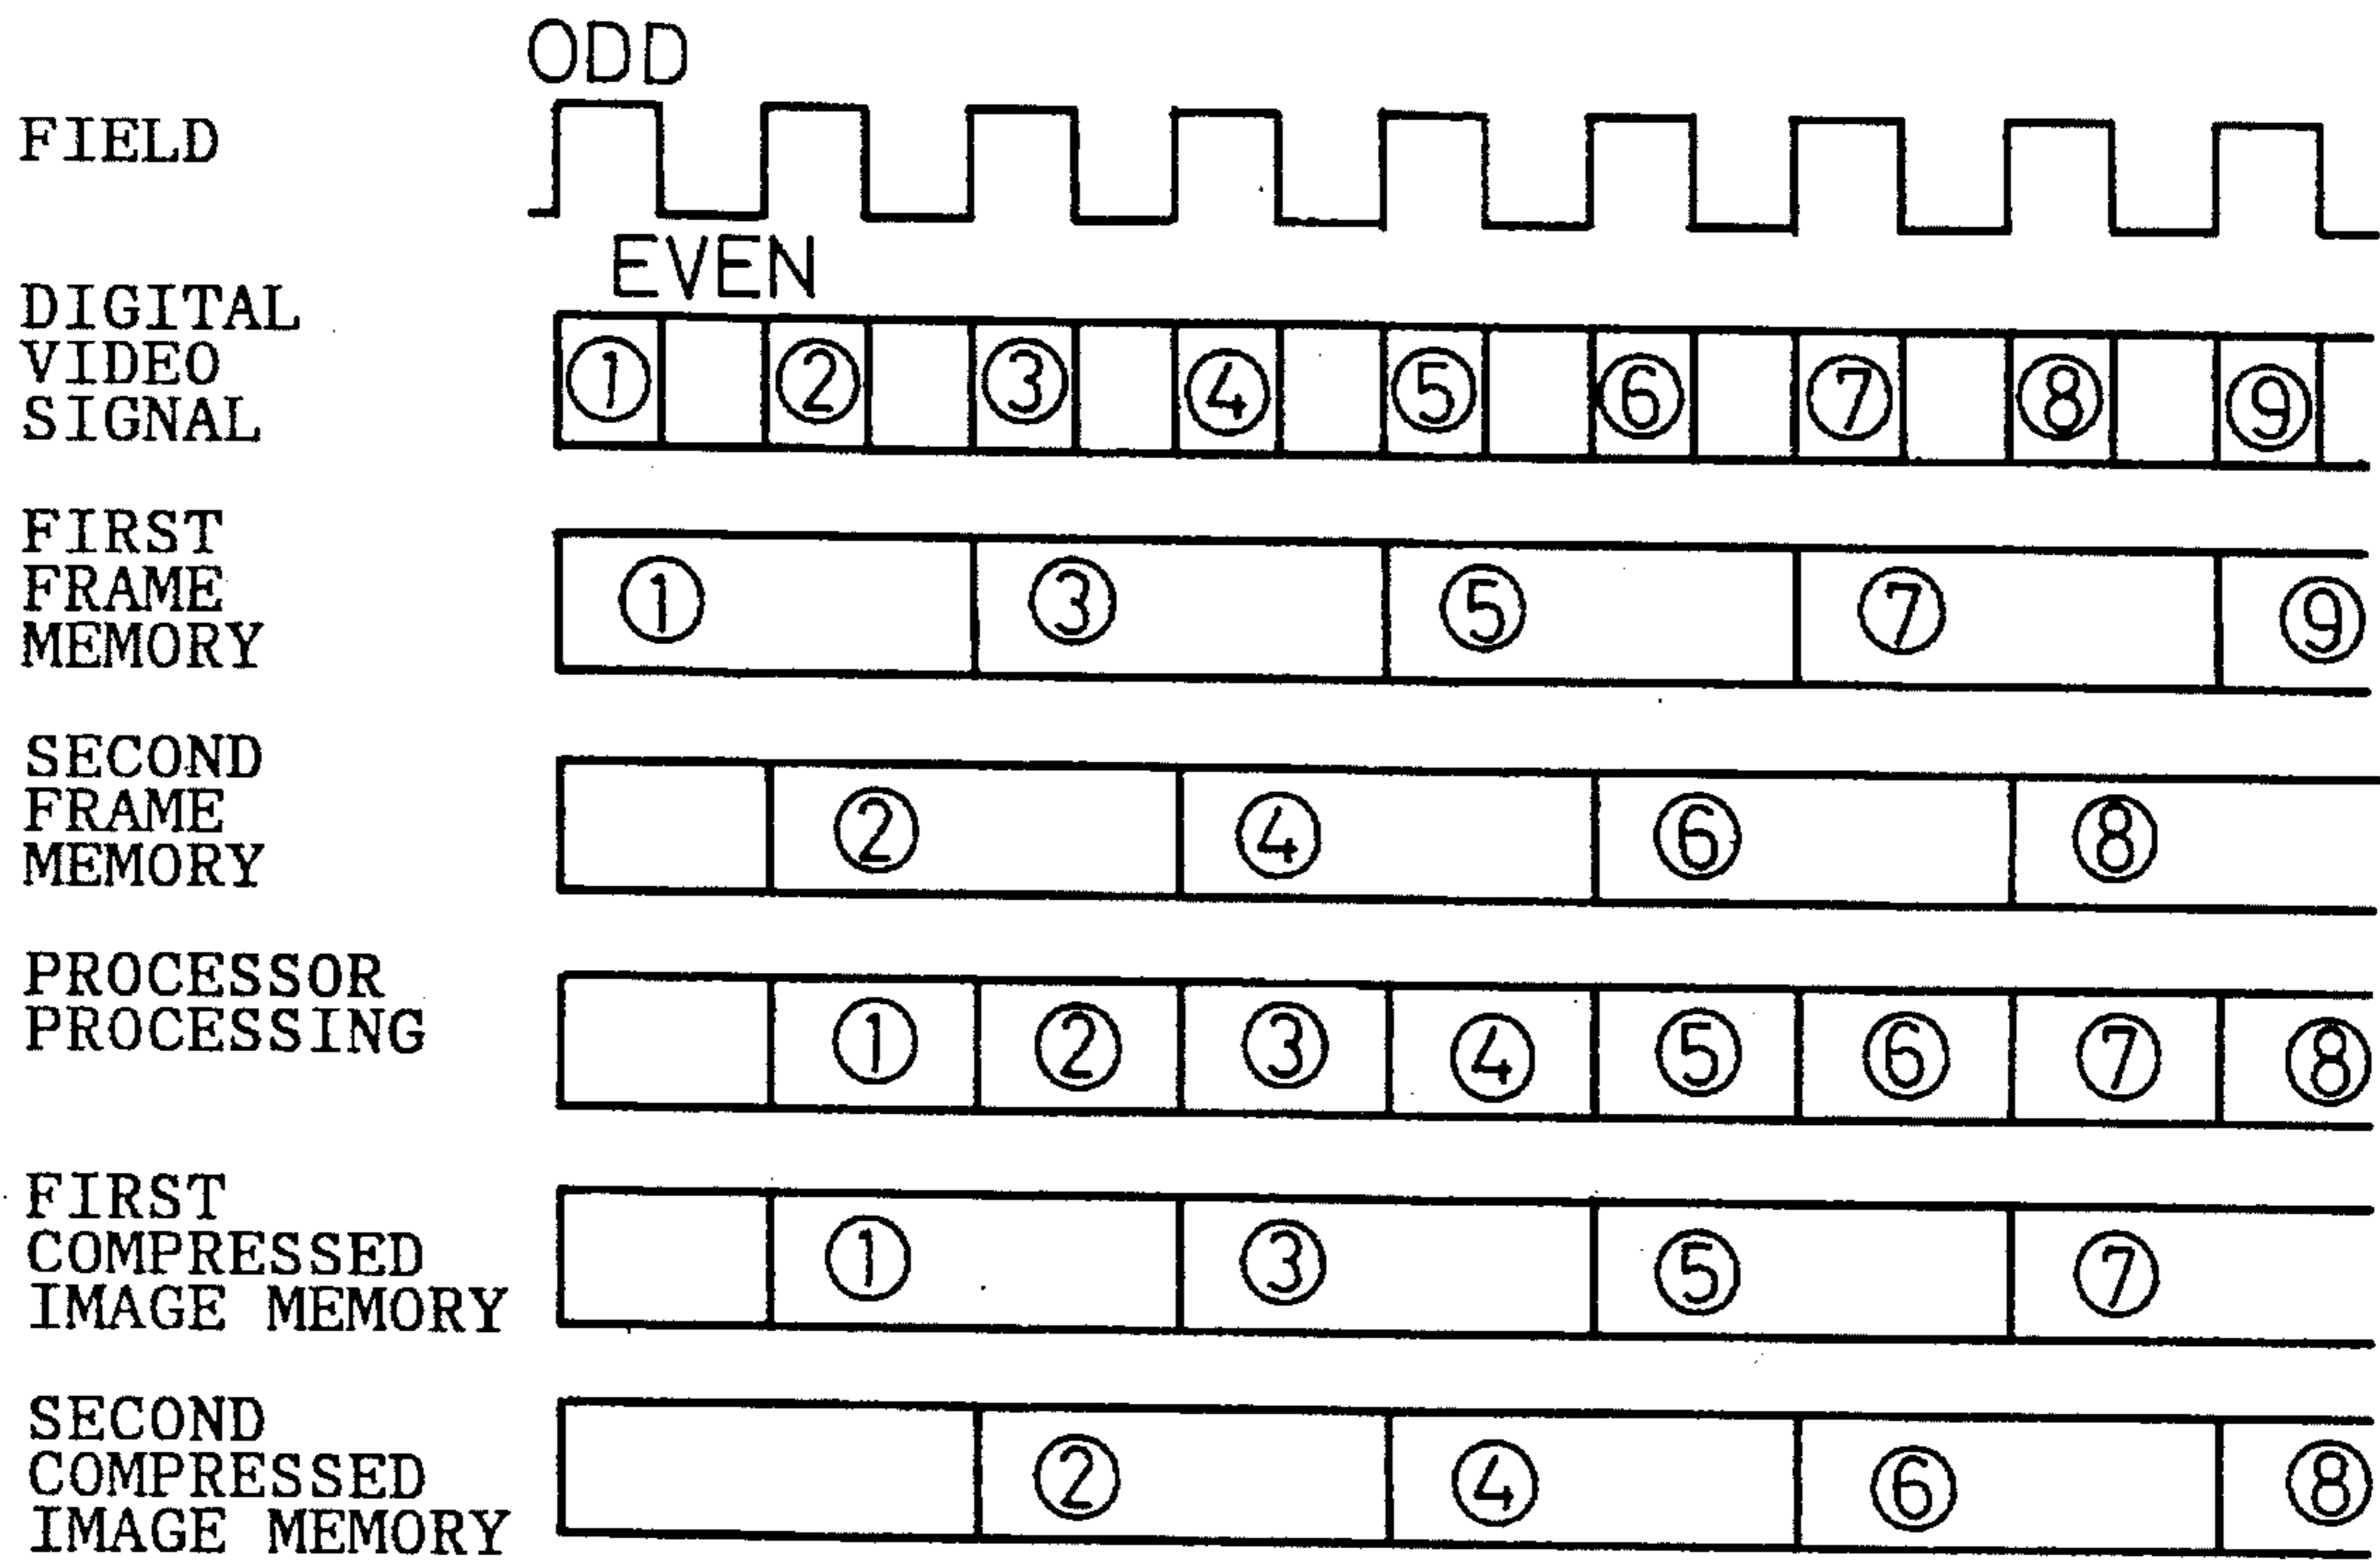 ODD
FIELD
EVEN
DIGITAL
VIDEO
SIGNAL
① ② ③ ④ ⑤ ⑥ ⑦ ⑧ ⑨
FIRST
FRAME
MEMORY
① ③ ⑤ ⑦ ⑨
SECOND
FRAME
MEMORY
② ④ ⑥ ⑧
PROCESSOR
PROCESSING
① ② ③ ④ ⑤ ⑥ ⑦ ⑧
FIRST
COMPRESSED
IMAGE MEMORY
① ③ ⑤ ⑦
SECOND
COMPRESSED
IMAGE MEMORY
② ④ ⑥ ⑧